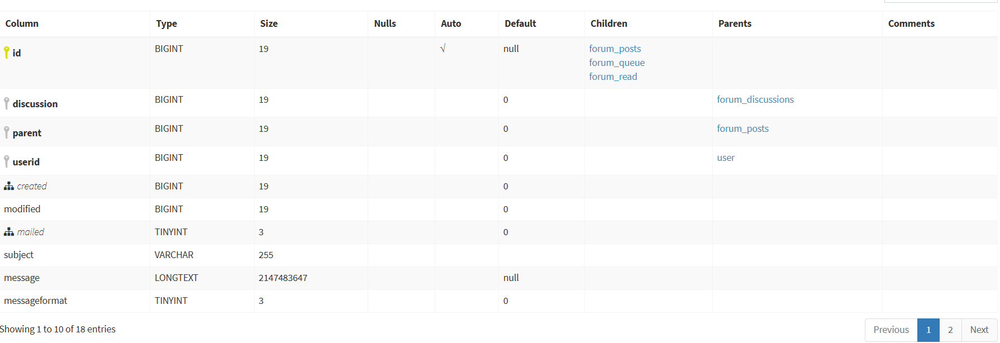 Column Type Size Nulls Auto Default Children Parents Comments
id BIGINT 19 √ null forum_posts
forum_queue
forum_read
discussion BIGINT 19 0 forum_discussions
parent BIGINT 19 0 forum_posts
userid BIGINT 19 0 user
created BIGINT 19 0
modified BIGINT 19 0
mailed TINYINT 3 0
subject VARCHAR 255
message LONGTEXT 2147483647 null
messageformat TINYINT 3 0
Showing 1 to 10 of 18 entries Previous 1 2 Next